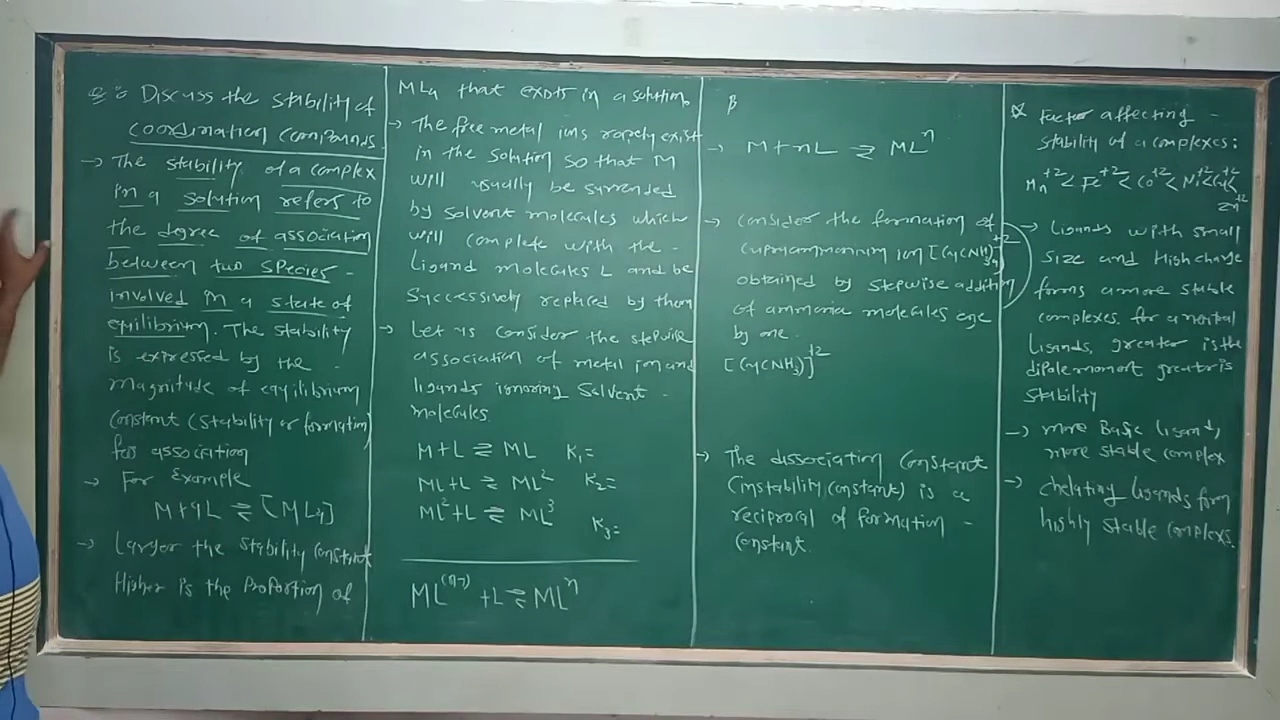 Q:- Discuss the stability of
coordination compounds.
→ The stability of a complex
in a solution refers to
the degree of association
between two species -
involved in a state of
equilibrium. The stability
is expressed by the -
magnitude of equilibrium
constant (stability or formation)
for association
→ For Example
M+4L ⇌ [ML4]
→ Larger the stability constant
Higher is the proportion of
ML4 that exists in a solution.
→ The free metal ions rarely exist
in the solution so that M
will usually be surrended
by solvent molecules which
will complete with the -
ligand molecules L and be
successively replaced by them
→ Let us consider the stepwise
association of metal ion and
ligands ignoring solvent -
molecules.
M+L ⇌ ML K1=
ML+L ⇌ ML² K2=
ML²+L ⇌ ML³ K3=
ML⁽ⁿ⁻¹⁾ +L ⇌ MLⁿ
β
→ M+nL ⇌ MLⁿ
→ Consider the formation of
cuprammonium ion [Cu(NH3)4]+2
obtained by stepwise addition
of ammonia molecules one
by one.
[Cu(NH3)]+2
→ The dissociation constant
(instability constant) is a
reciprocal of formation -
constant.
* Factor affecting -
stability of a complexes:
Mn+2 < Fe+2 < Co+2 < Ni+2 < Cu+2 <
Zn+2
→ Ligands with small
size and High charge
forms a more stable
complexes. for a neutral
ligands, greater is the
dipole moment greater is
stability
→ more Basic ligand,
more stable complex
→ chelating ligands form
highly stable complexes.